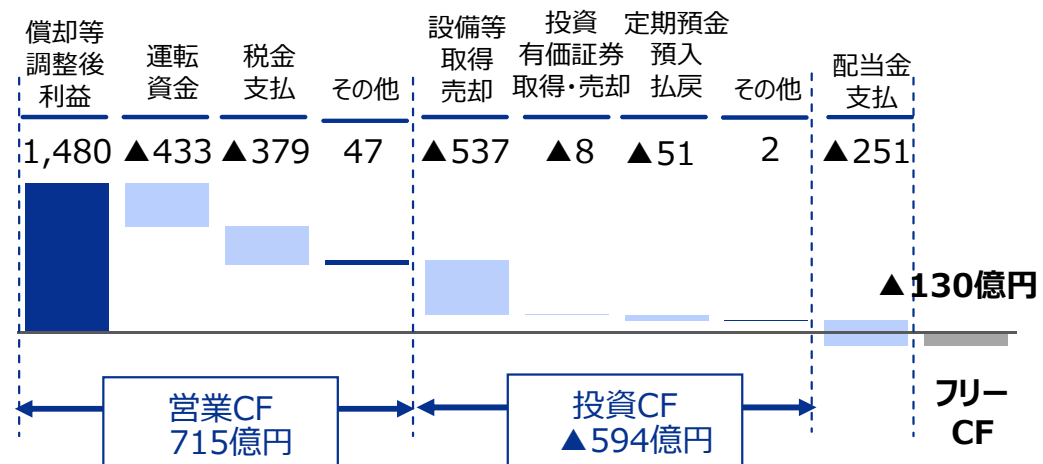 償却等
調整後
利益
運転
資金
税金
支払
その他
設備等
取得
売却
投資
有価証券
取得・売却
定期預金
預入
払戻
その他
配当金
支払
1,480 ▲433 ▲379 47 ▲537 ▲8 ▲51 2 ▲251
▲130億円
営業CF
715億円
投資CF
▲594億円
フリー
CF